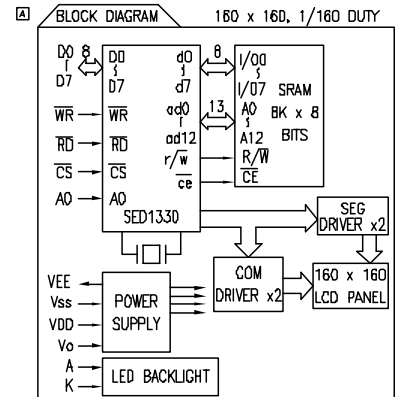 A BLOCK DIAGRAM 160 x 160, 1/160 DUTY
D0 8 D0 d0 8 I/O0
D7 D7 d7 I/O7 SRAM
8K x 8
BITS
ad0 13 A0
WR WR ad12 A12
RD RD r/w R/W
CS CS ce CE
A0 A0
SED1330
SEG
DRIVER x2
COM
DRIVER x2
160 x 160
LCD PANEL
VEE
Vss
VDD
Vo
POWER
SUPPLY
A
K
LED BACKLIGHT